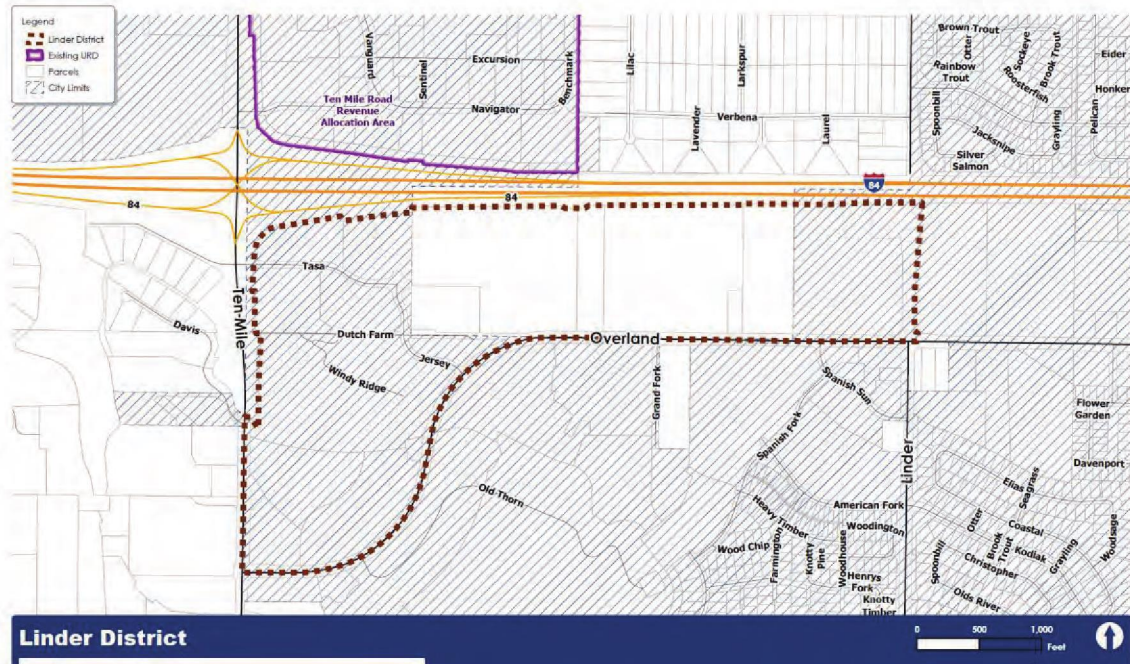 Legend
Linder District
Existing URD
Parcels
City Limits
Vanguard
Sentinel
Excursion
Navigator
Benchmark
Ten Mile Road
Revenue
Allocation Area
Lilac
Larkspur
Verbena
Lavender
Laurel
Brown Trout
Otter
Sockeye
Brook Trout
Eider
Rainbow
Trout
Roosterfish
Honker
Spoonbill
Jacksnipe
Grayling
Pelican
Silver
Salmon
84
84
84
Tasa
Ten-Mile
Davis
Dutch Farm
Jersey
Windy Ridge
Overland
Grand Fork
Spanish Sun
Spanish Fork
Linder
Flower
Garden
Davenport
Old Thorn
Heavy Timber
American Fork
Woodington
Wood Chip
Farmington
Knotty
Pine
Woodhouse
Henrys
Fork
Knotty
Timber
Elias
Seagrass
Otter
Coastal
Brook
Trout
Kodiak
Grayling
Woodsage
Spoonbill
Christopher
Olds River
Linder District
0 500 1,000
Feet